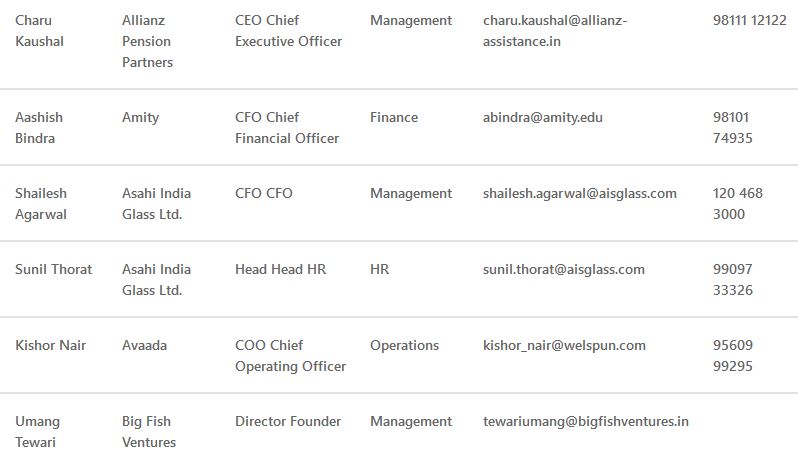 Charu Allianz CEO Chief Management charu.kaushal@allianz- 98111 12122
Kaushal Pension Executive Officer assistance.in
Partners
Aashish Amity CFO Chief Finance abindra@amity.edu 98101
Bindra Financial Officer 74935
Shailesh Asahi India CFO CFO Management shailesh.agarwal@aisglass.com 120 468
Agarwal Glass Ltd. 3000
Sunil Thorat Asahi India Head Head HR HR sunil.thorat@aisglass.com 99097
Glass Ltd. 33326
Kishor Nair Avaada COO Chief Operations kishor_nair@welspun.com 95609
Operating Officer 99295
Umang Big Fish Director Founder Management tewariumang@bigfishventures.in
Tewari Ventures